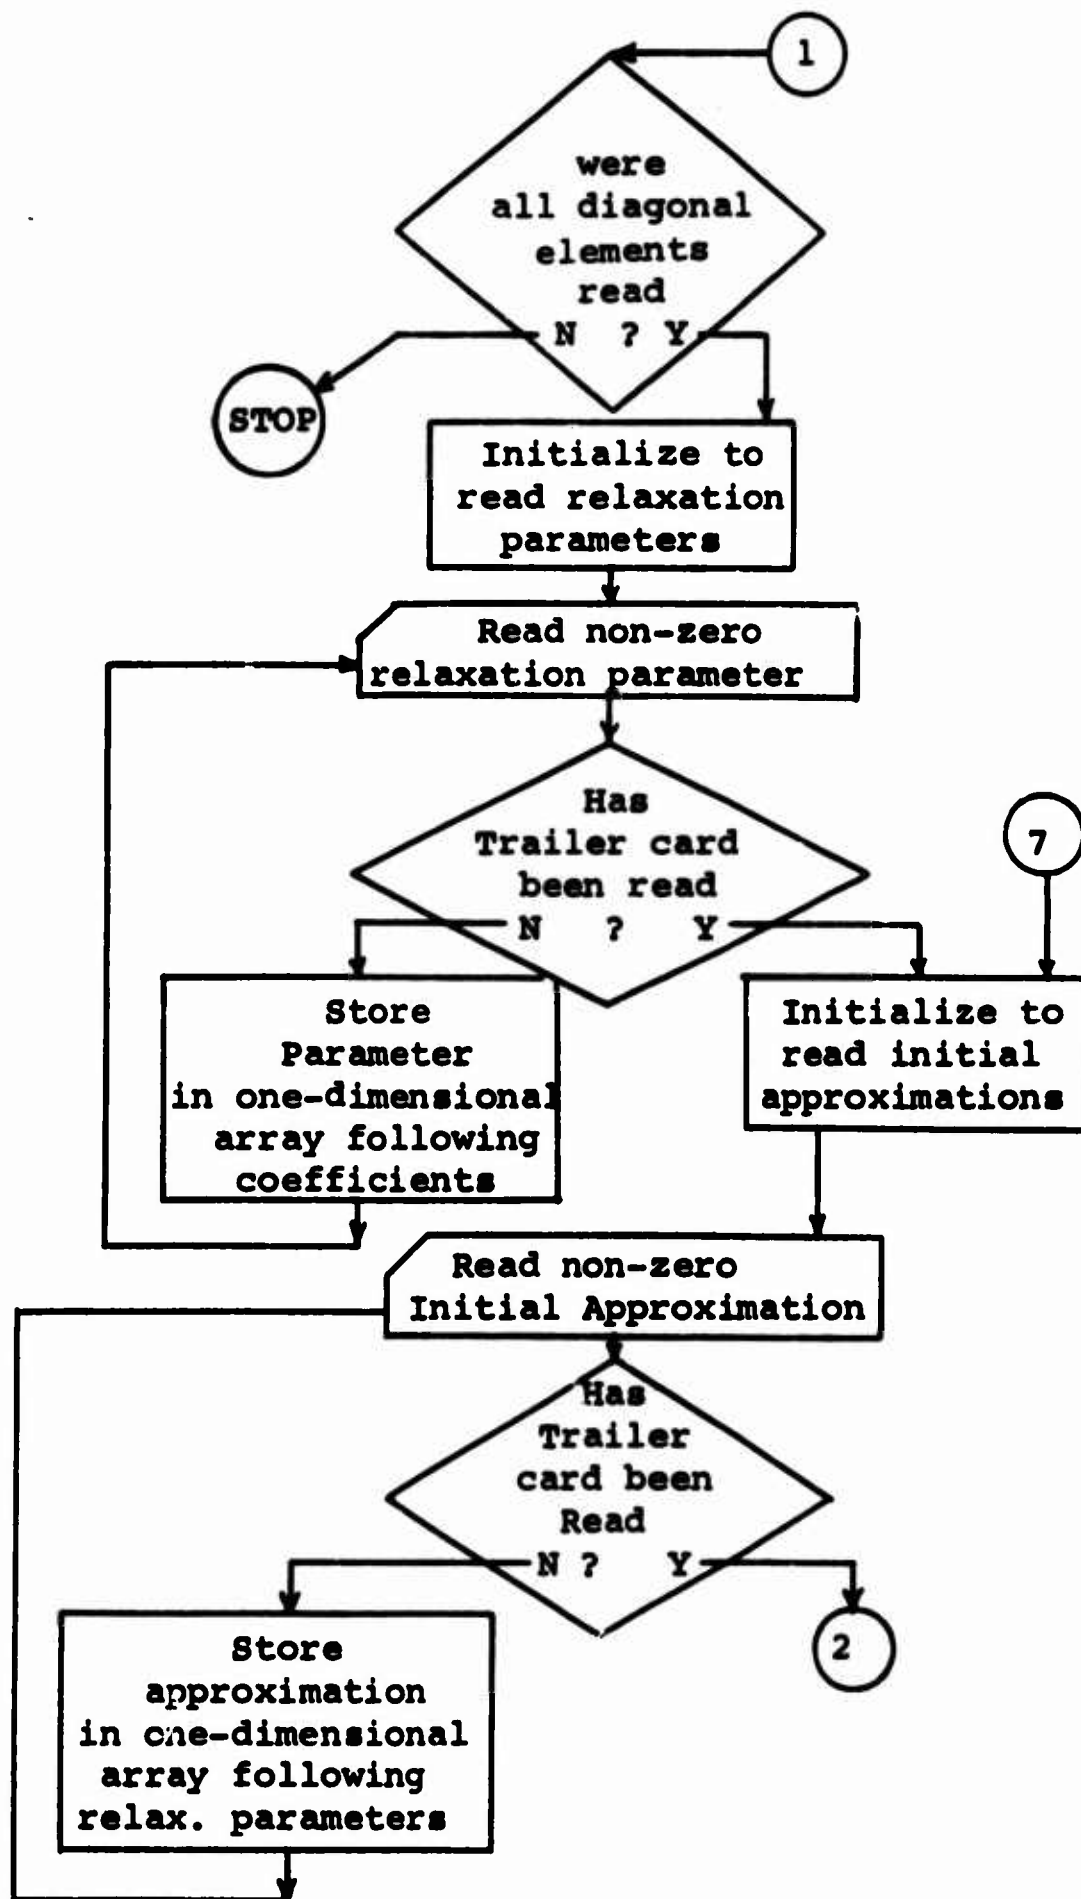 1
were
all diagonal
elements
read
N ? Y
STOP
Initialize to
read relaxation
parameters
Read non-zero
relaxation parameter
Has
Trailer card
been read
N ? Y
7
Store
Parameter
in one-dimensional
array following
coefficients
Initialize to
read initial
approximations
Read non-zero
Initial Approximation
Has
Trailer
card been
Read
N ? Y
2
Store
approximation
in one-dimensional
array following
relax. parameters